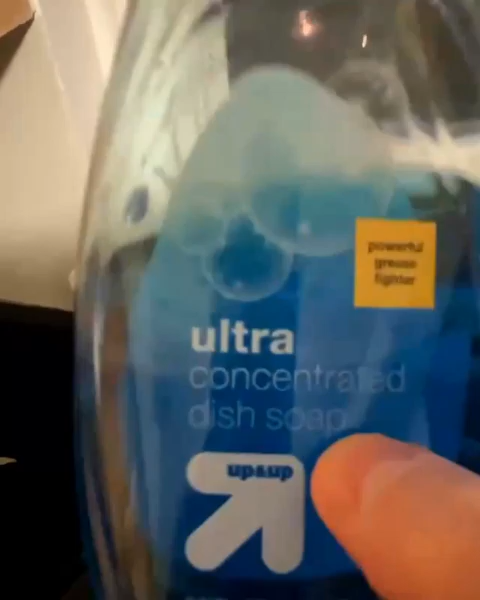 powerful
grease
fighter
ultra
concentrated
dish soap
up&up